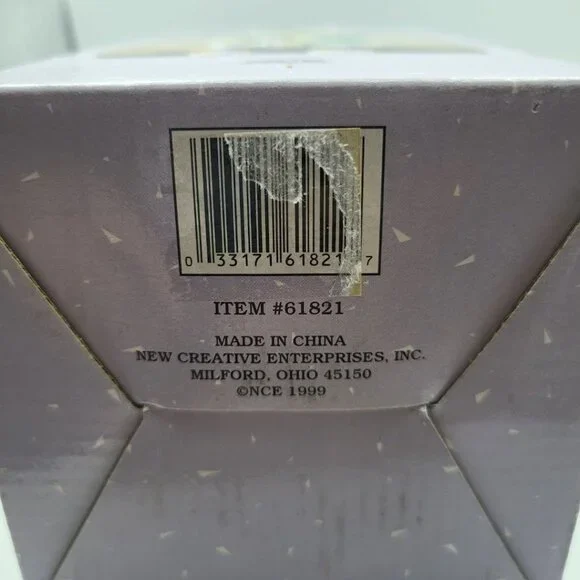 0 33171 61821 7
ITEM #61821
MADE IN CHINA
NEW CREATIVE ENTERPRISES, INC.
MILFORD, OHIO 45150
©NCE 1999